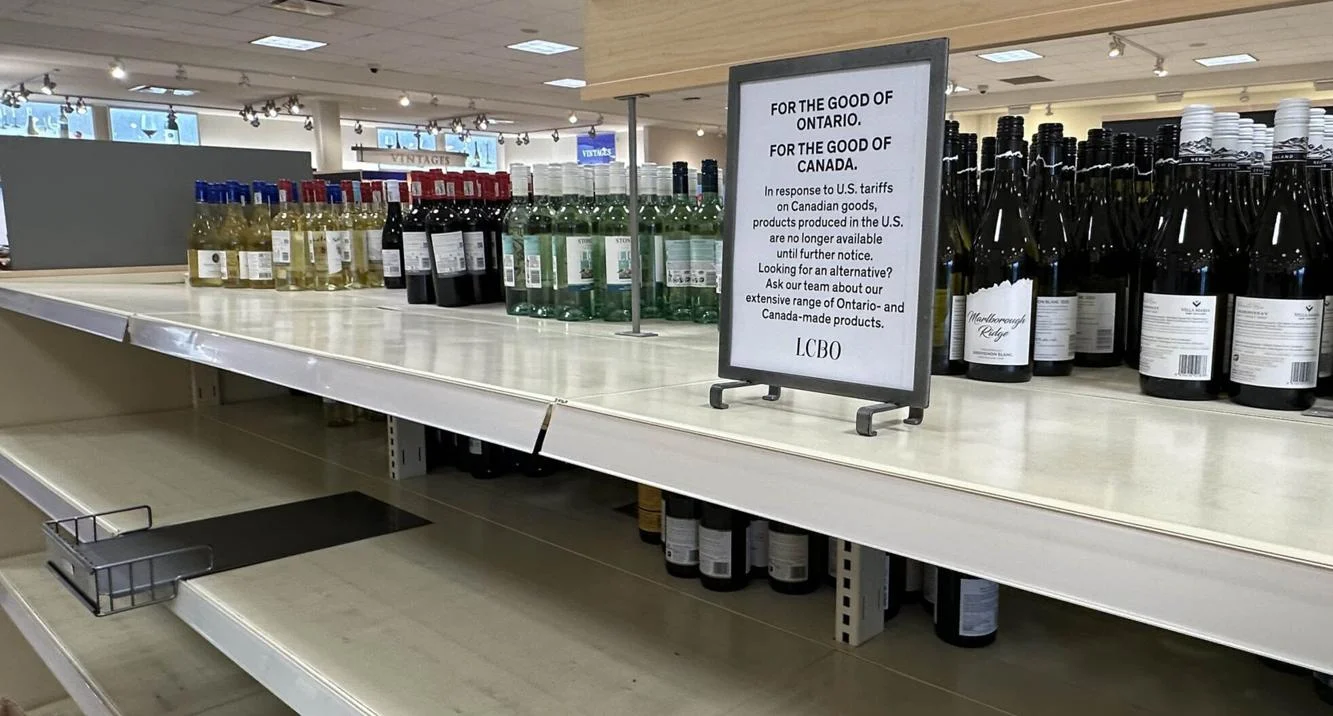 VINTAGES
VINTAGES
FOR THE GOOD OF
ONTARIO.
FOR THE GOOD OF
CANADA.
In response to U.S. tariffs
on Canadian goods,
products produced in the U.S.
are no longer available
until further notice.
Looking for an alternative?
Ask our team about our
extensive range of Ontario- and
Canada-made products.
LCBO
Marlborough
Ridge
SAUVIGNON BLANC
VILLA MARIA
VILLA MARIA